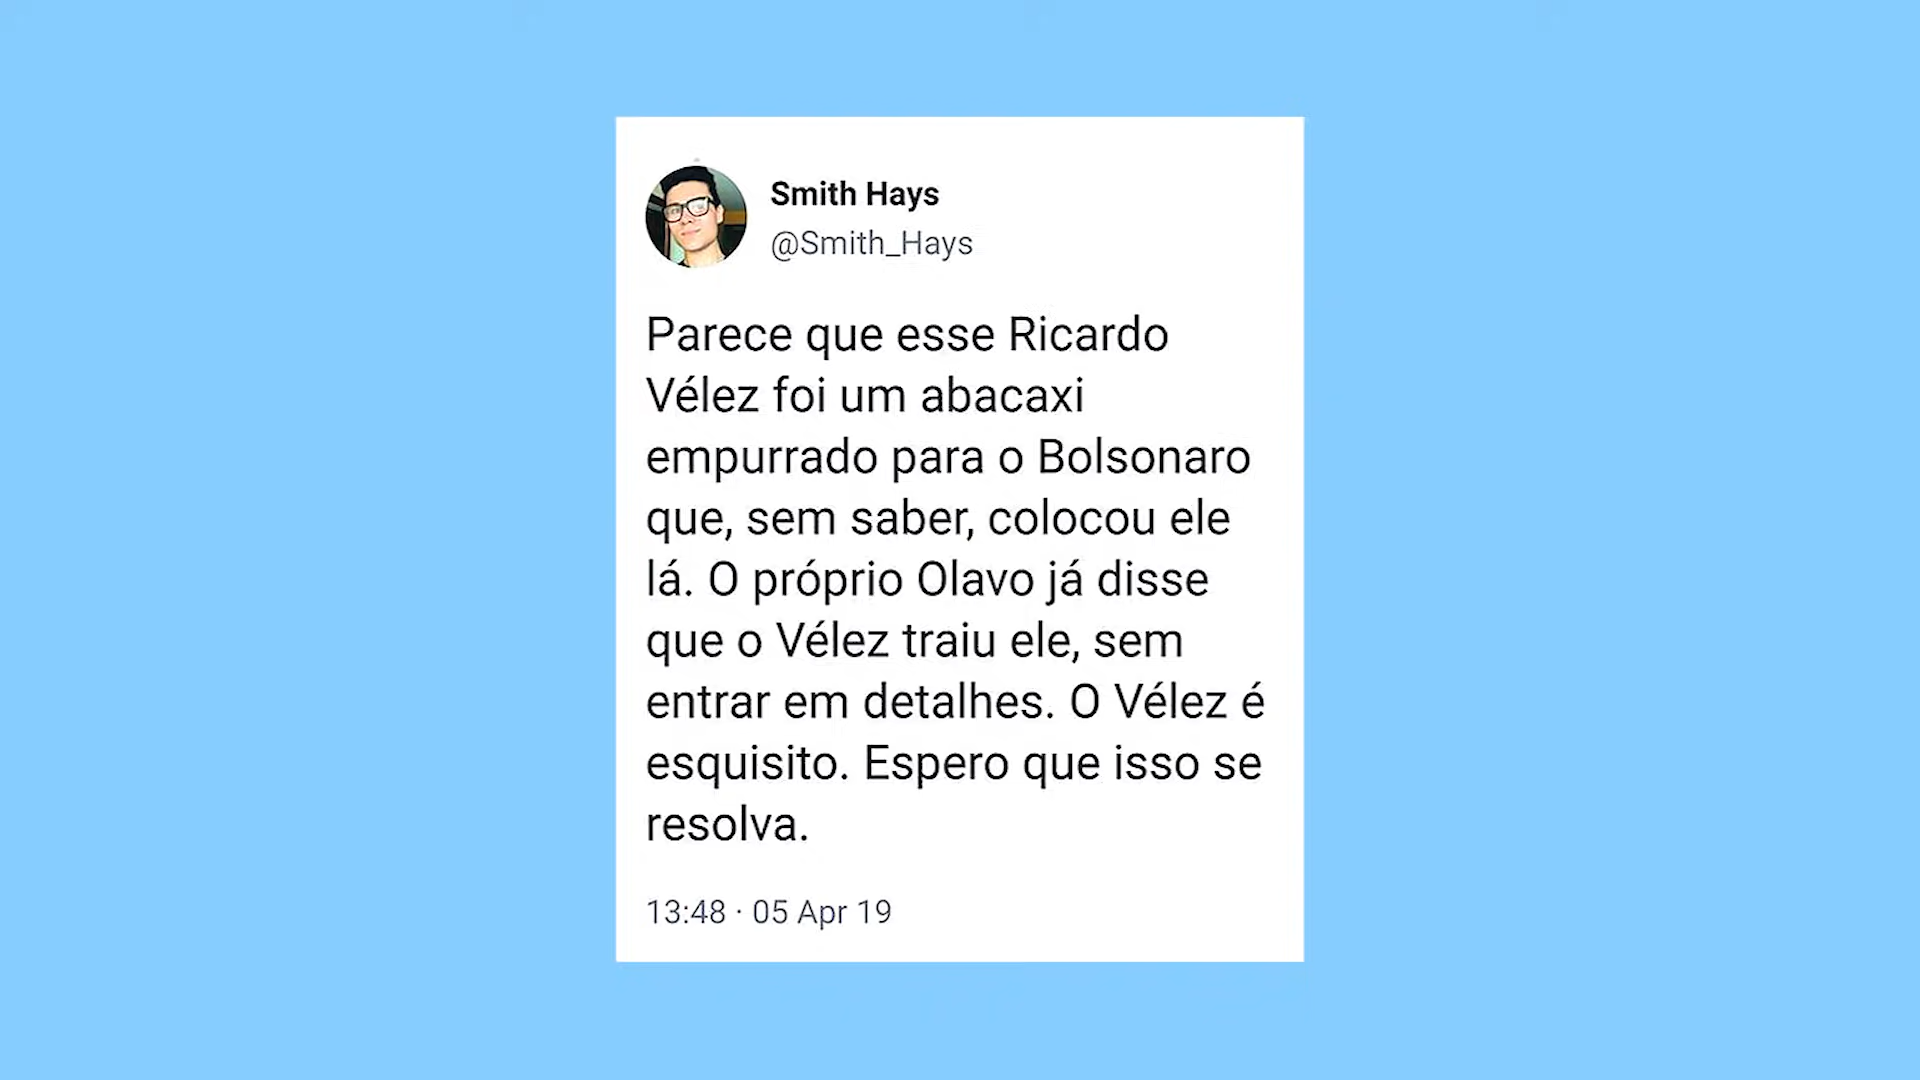 Smith Hays
@Smith_Hays
Parece que esse Ricardo
Vélez foi um abacaxi
empurrado para o Bolsonaro
que, sem saber, colocou ele
lá. O próprio Olavo já disse
que o Vélez traiu ele, sem
entrar em detalhes. O Vélez é
esquisito. Espero que isso se
resolva.
13:48 · 05 Apr 19